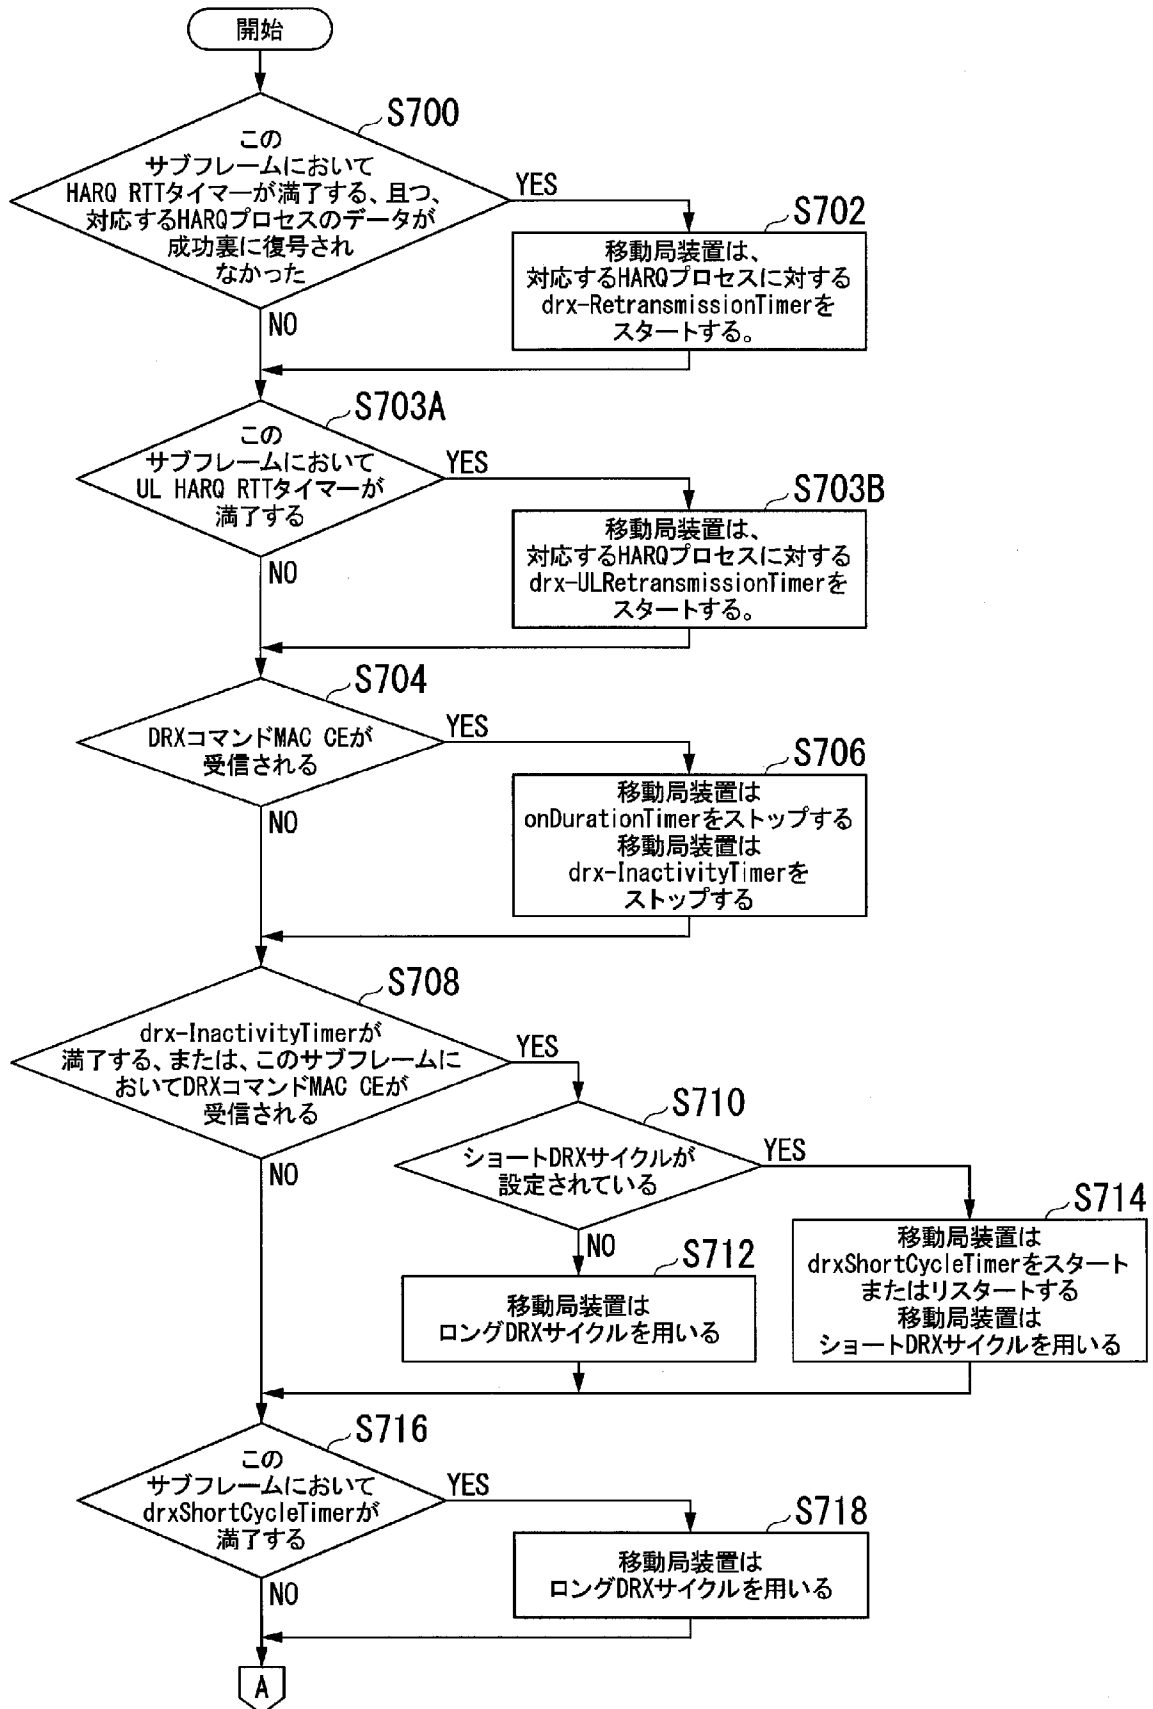 開始
S700
この
サブフレームにおいて
HARQ RTTタイマーが満了する、且つ、
対応するHARQプロセスのデータが
成功裏に復号され
なかった
YES
NO
S702
移動局装置は、
対応するHARQプロセスに対する
drx-RetransmissionTimerを
スタートする。
S703A
この
サブフレームにおいて
UL HARQ RTTタイマーが
満了する
YES
NO
S703B
移動局装置は、
対応するHARQプロセスに対する
drx-ULRetransmissionTimerを
スタートする。
S704
DRXコマンドMAC CEが
受信される
YES
NO
S706
移動局装置は
onDurationTimerをストップする
移動局装置は
drx-InactivityTimerを
ストップする
S708
drx-InactivityTimerが
満了する、または、このサブフレームに
おいてDRXコマンドMAC CEが
受信される
YES
NO
S710
ショートDRXサイクルが
設定されている
YES
NO
S712
移動局装置は
ロングDRXサイクルを用いる
S714
移動局装置は
drxShortCycleTimerをスタート
またはリスタートする
移動局装置は
ショートDRXサイクルを用いる
S716
この
サブフレームにおいて
drxShortCycleTimerが
満了する
YES
NO
S718
移動局装置は
ロングDRXサイクルを用いる
A